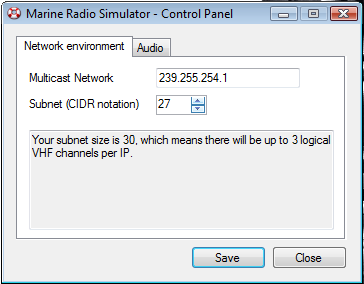 Marine Radio Simulator - Control Panel
Network environment
Audio
Multicast Network
239.255.254.1
Subnet (CIDR notation)
27
Your subnet size is 30, which means there will be up to 3 logical
VHF channels per IP.
Save
Close